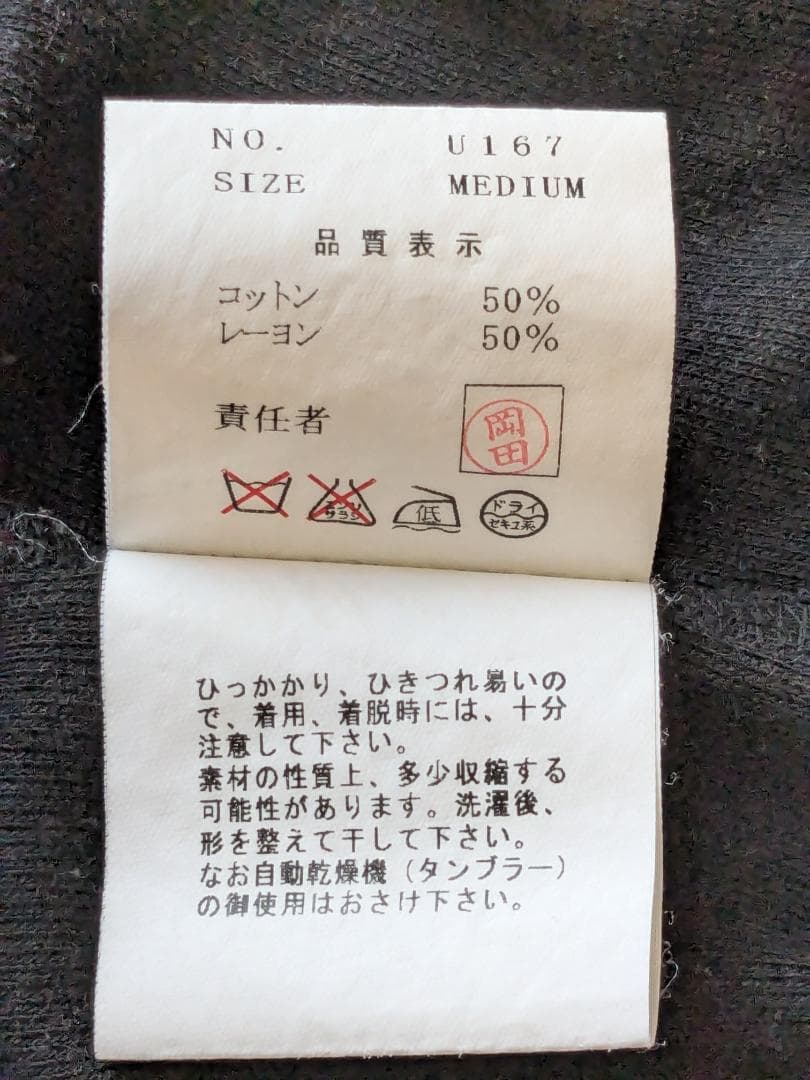 NO. U167
SIZE MEDIUM
品質表示
コットン 50%
レーヨン 50%
責任者
岡田
エンソサラシ 低 ドライ セキユ系
ひっかかり、ひきつれ易いの
で、着用、着脱時には、十分
注意して下さい。
素材の性質上、多少収縮する
可能性があります。洗濯後、
形を整えて干して下さい。
なお自動乾燥機(タンブラー)
の御使用はおさけ下さい。